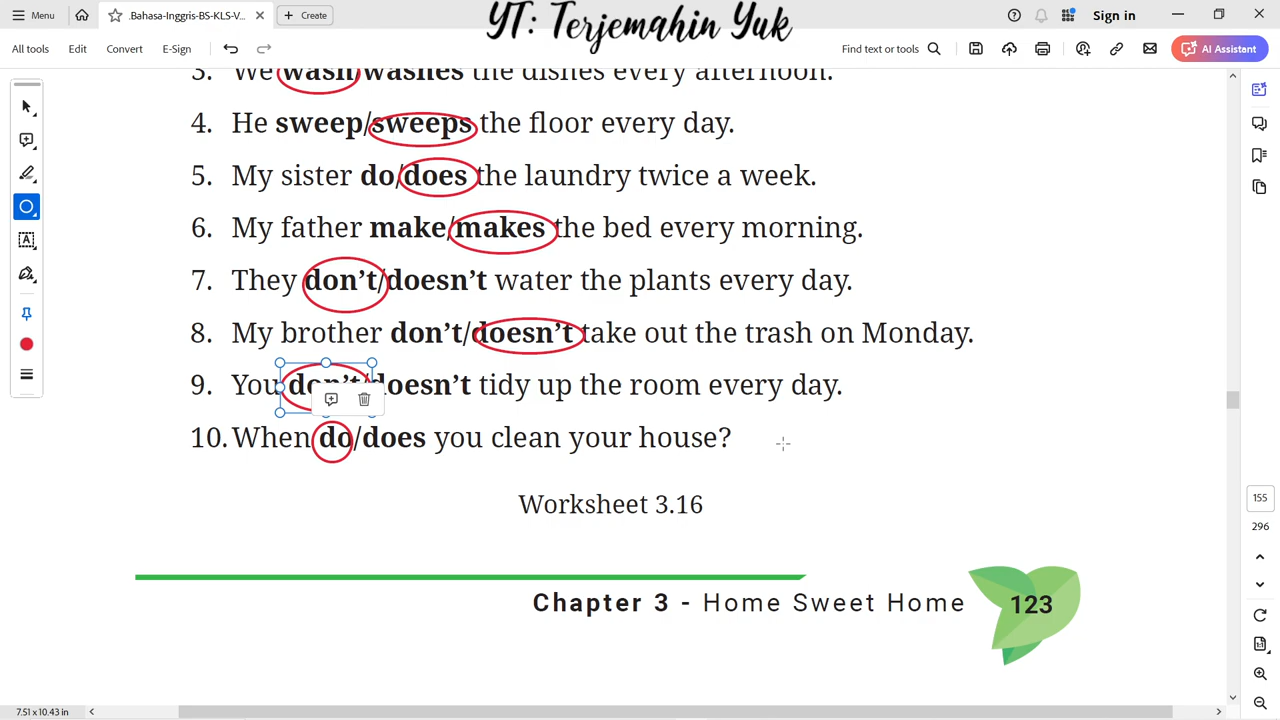 Menu
.Bahasa-Inggris-BS-KLS-V...
Create
YT: Terjemahin Yuk
Sign in
All tools
Edit
Convert
E-Sign
Find text or tools
AI Assistant
3. We wash/washes the dishes every afternoon.
4. He sweep/sweeps the floor every day.
5. My sister do/does the laundry twice a week.
6. My father make/makes the bed every morning.
7. They don't/doesn't water the plants every day.
8. My brother don't/doesn't take out the trash on Monday.
9. You don't/doesn't tidy up the room every day.
10. When do/does you clean your house?
Worksheet 3.16
Chapter 3 - Home Sweet Home 123
155
296
7.51 x 10.43 in